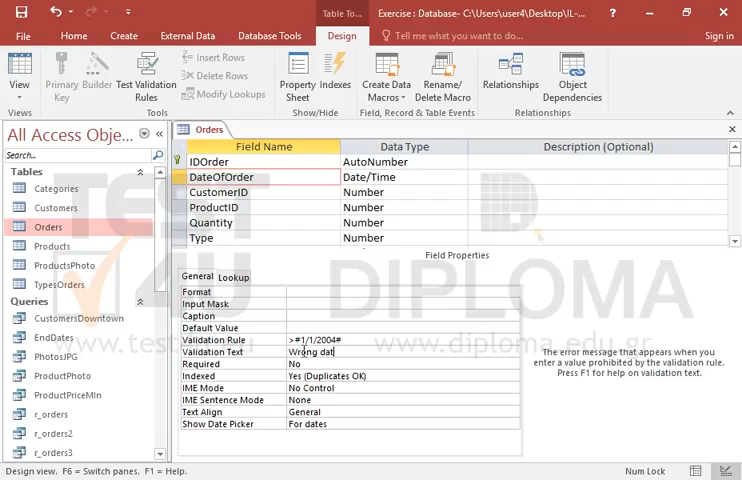 Table To...
Exercise : Database- C:\Users\user4\Desktop\IL-...
? 
File
Home
Create
External Data
Database Tools
Design
Tell me what you want to do...
Sign in
View
Primary Key
Builder
Test Validation Rules
Insert Rows
Delete Rows
Modify Lookups
Property Sheet
Indexes
Create Data Macros
Rename/ Delete Macro
Relationships
Object Dependencies
Views
Tools
Show/Hide
Field, Record & Table Events
Relationships
All Access Obje...
Search...
Tables
Categories
Customers
Orders
Products
ProductsPhoto
TypesOrders
Queries
CustomersDowntown
EndDates
PhotosJPG
ProductPhoto
ProductPriceMin
r_orders
r_orders2
r_orders3
Orders
Field Name Data Type Description (Optional)
IDOrder AutoNumber
DateOfOrder Date/Time
CustomerID Number
ProductID Number
Quantity Number
Type Number
Field Properties
General Lookup
Format
Input Mask
Caption
Default Value
Validation Rule >#1/1/2004#
Validation Text Wrong dat
Required No
Indexed Yes (Duplicates OK)
IME Mode No Control
IME Sentence Mode None
Text Align General
Show Date Picker For dates
The error message that appears when you
enter a value prohibited by the validation rule.
Press F1 for help on validation text.
TEST
4U
DIPLOMA
www.diploma.edu.gr
Design view. F6 = Switch panes. F1 = Help.
Num Lock